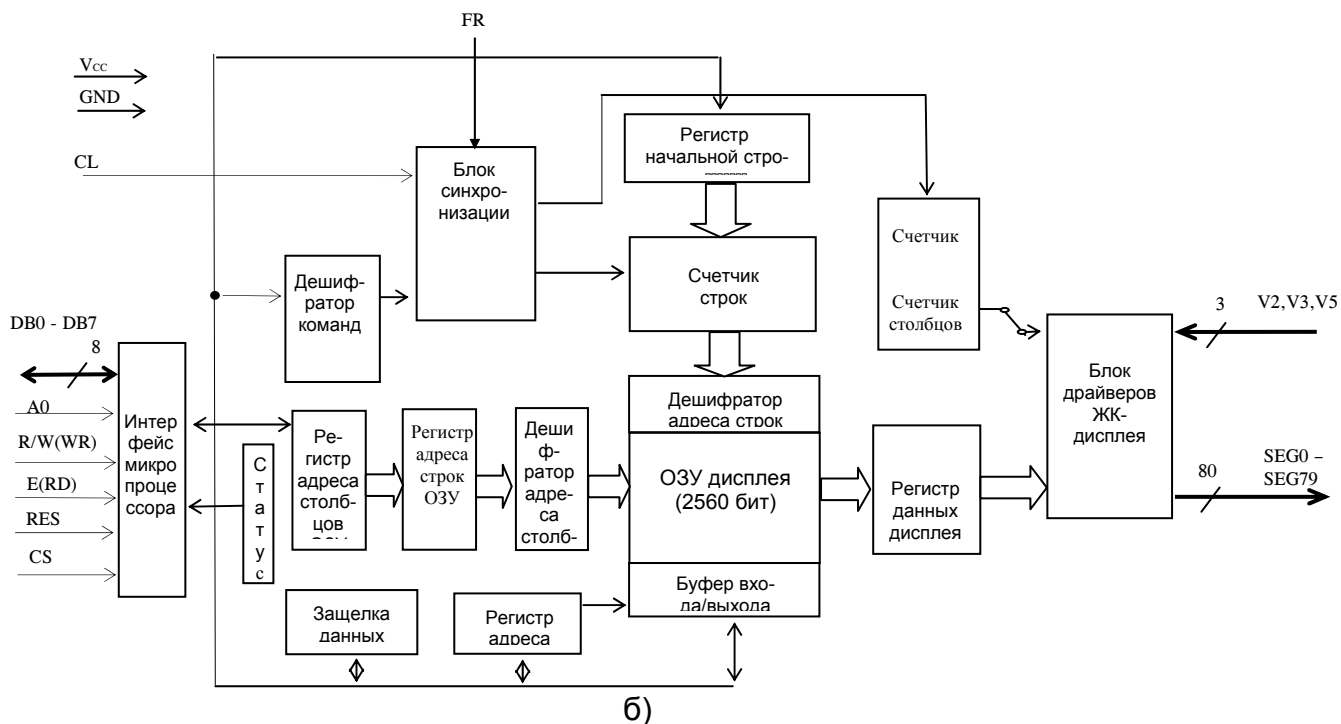 FR
Vcc
GND
CL
Блок
синхро-
низации
Регистр
начальной стро-
Счетчик
Счетчик
столбцов
Дешиф-
ратор
команд
Счетчик
строк
DB0 - DB7
8
3
V2,V3,V5
Блок
драйверов
ЖК-
дисплея
A0
R/W(WR)
E(RD)
RES
CS
Интер
фейс
микро
проце
ссора
Статус
Ре-
гистр
адреса
столб-
цов
Регистр
адреса
строк
ОЗУ
Деши
ф-
ратор
адре-
са
столб-
Дешифратор
адреса строк
ОЗУ дисплея
(2560 бит)
Буфер вхо-
да/выхода
Регистр
данных
дисплея
80
SEG0 –
SEG79
Защелка
данных
Регистр
адреса
б)